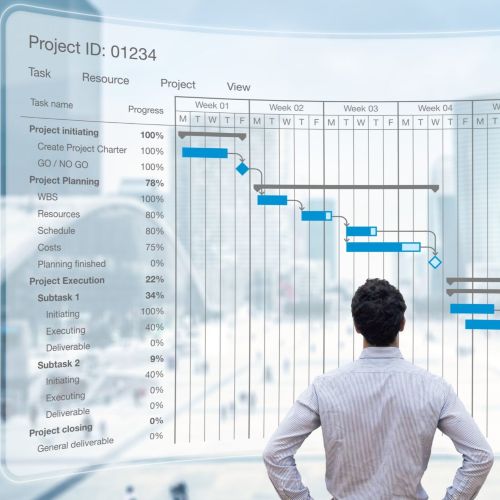 Project ID: 01234
Task Resource Project View
Task name Progress Week 01 Week 02 Week 03 Week 04 W
M T W T F M T W T F M T W T F M T W T F M T
Project initiating 100%
Create Project Charter 100%
GO / NO GO 100%
Project Planning 78%
WBS 100%
Resources 80%
Schedule 80%
Costs 75%
Planning finished 0%
Project Execution 22%
Subtask 1 34%
Initiating 100%
Executing 40%
Deliverable 0%
Subtask 2 9%
Initiating 40%
Executing 0%
Deliverable 0%
Project closing 0%
General deliverable 0%